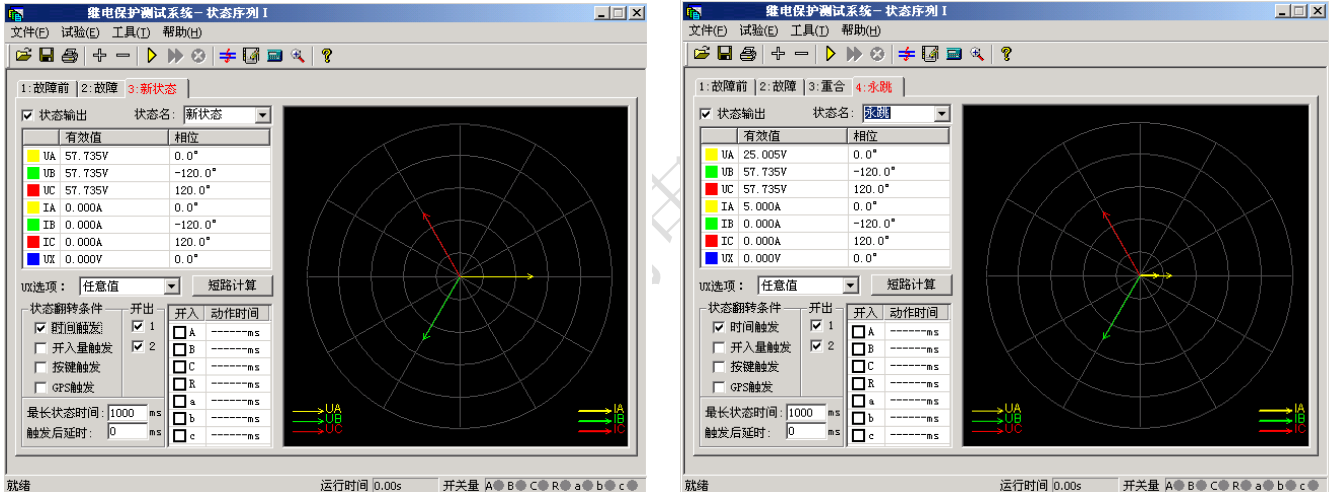 继电保护测试系统－状态序列 I
文件(F) 试验(E) 工具(T) 帮助(H)
1:故障前 2:故障 3:新状态
状态输出 状态名: 新状态
有效值 相位
UA 57.735V 0.0°
UB 57.735V -120.0°
UC 57.735V 120.0°
IA 0.000A 0.0°
IB 0.000A -120.0°
IC 0.000A 120.0°
UX 0.000V 0.0°
UX选项: 任意值 短路计算
状态翻转条件 开出 开入 动作时间
时间触发 1 A ------ms
开入量触发 2 B ------ms
按键触发 C ------ms
GPS触发 R ------ms
a ------ms
最长状态时间: 1000 ms b ------ms
触发后延时: 0 ms c ------ms
UA IA
UB IB
UC IC
就绪 运行时间 0.00s 开关量 A B C R a b c
继电保护测试系统－状态序列 I
文件(F) 试验(E) 工具(T) 帮助(H)
1:故障前 2:故障 3:重合 4:永跳
状态输出 状态名: 永跳
有效值 相位
UA 25.005V 0.0°
UB 57.735V -120.0°
UC 57.735V 120.0°
IA 5.000A 0.0°
IB 0.000A -120.0°
IC 0.000A 120.0°
UX 0.000V 0.0°
UX选项: 任意值 短路计算
状态翻转条件 开出 开入 动作时间
时间触发 1 A ------ms
开入量触发 2 B ------ms
按键触发 C ------ms
GPS触发 R ------ms
a ------ms
最长状态时间: 1000 ms b ------ms
触发后延时: 0 ms c ------ms
UA IA
UB IB
UC IC
就绪 运行时间 0.00s 开关量 A B C R a b c